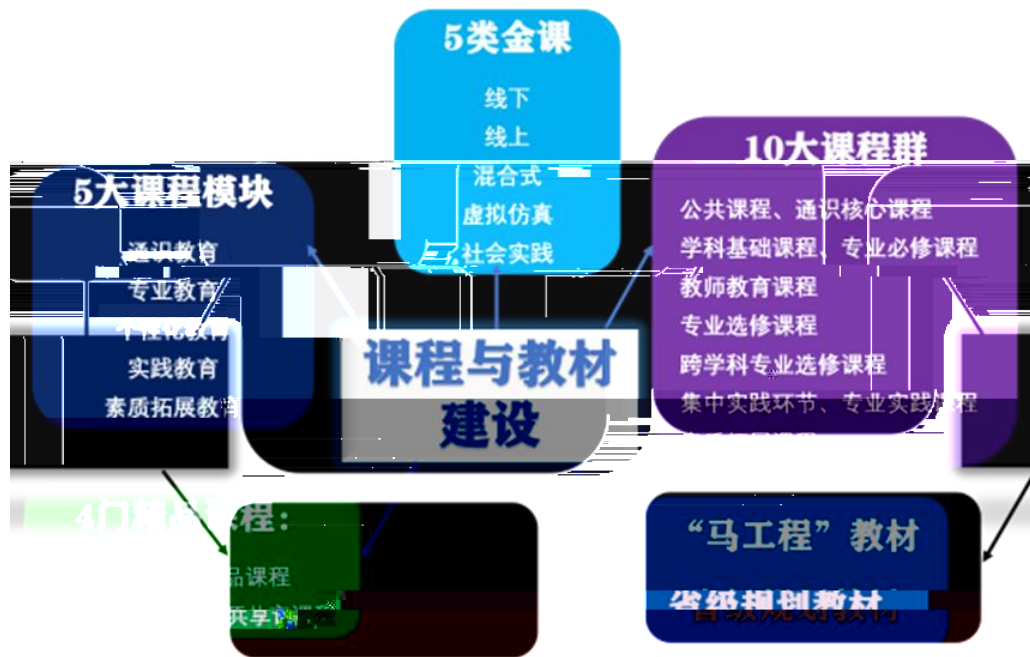 5类金课
线下
线上
混合式
虚拟仿真
社会实践
5大课程模块
通识教育
专业教育
个性化教育
实践教育
素质拓展教育
10大课程群
公共课程、通识核心课程
学科基础课程、专业必修课程
教师教育课程
专业选修课程
跨学科专业选修课程
集中实践环节、专业实践课程
课程与教材
建设
4门精品课程：
品课程
共享
“马工程”教材
省级规划教材